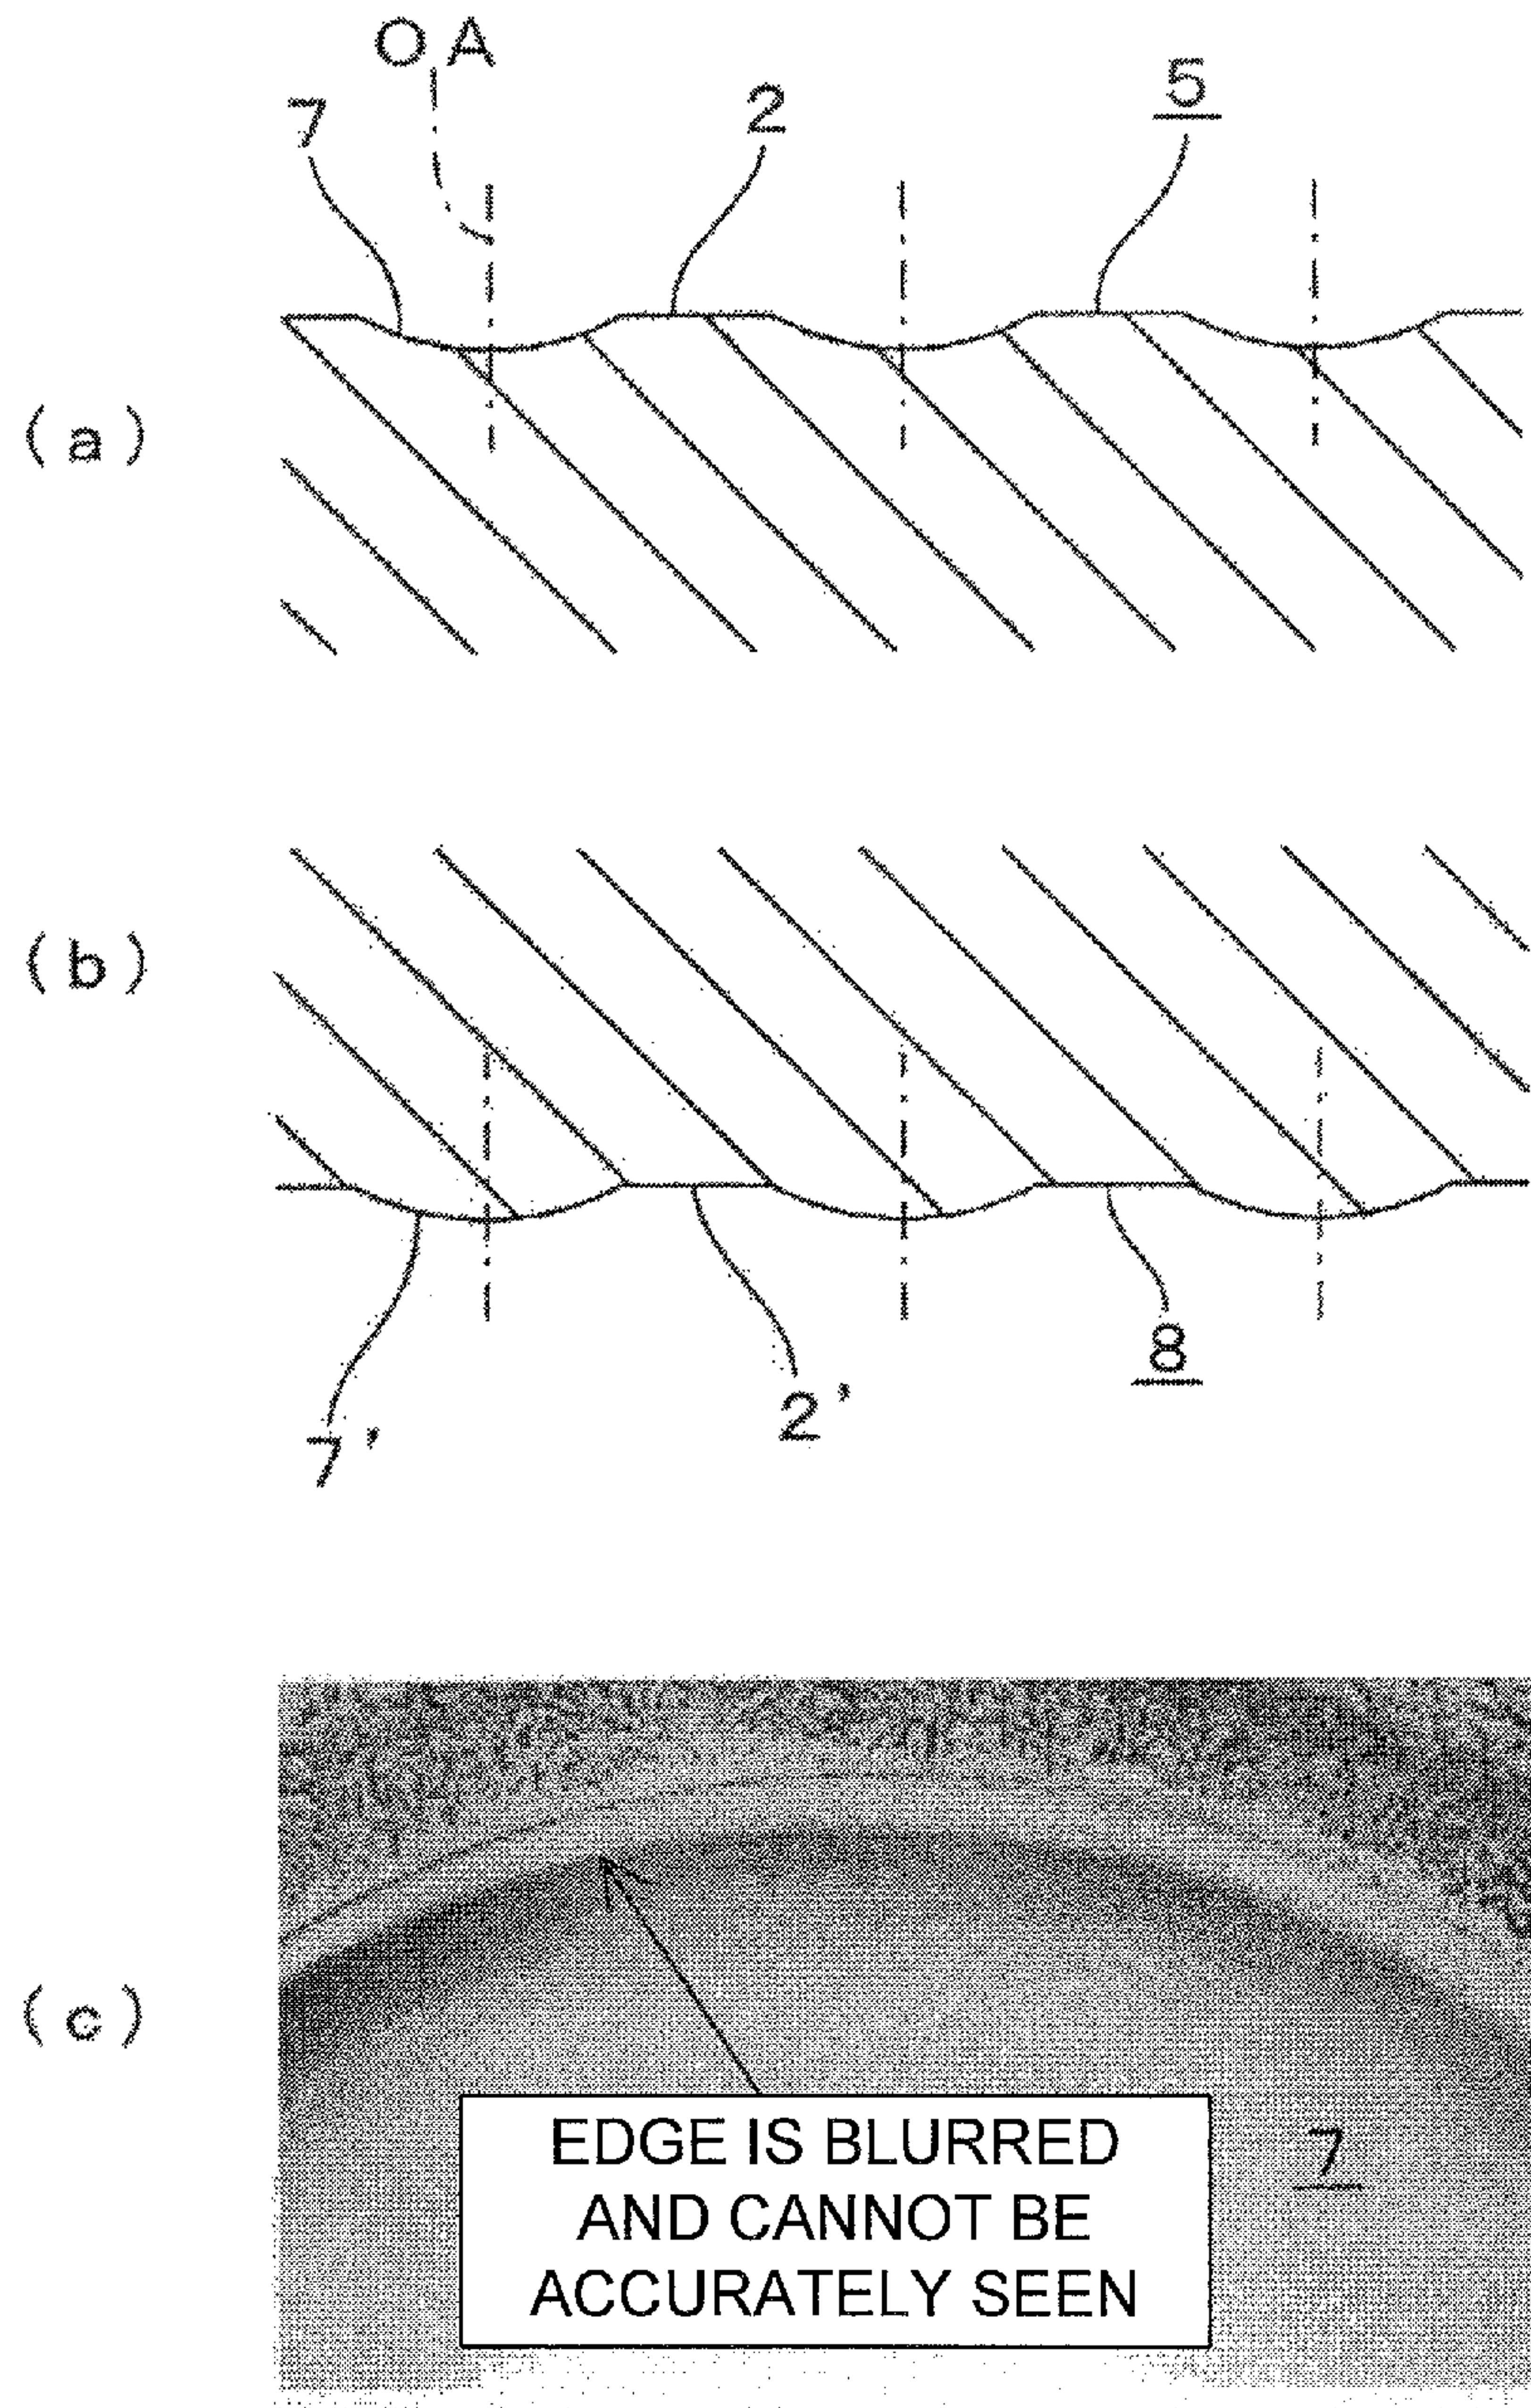 OA
7
2
5
(a)
(b)
7'
2'
8
(c)
EDGE IS BLURRED
AND CANNOT BE
ACCURATELY SEEN
7